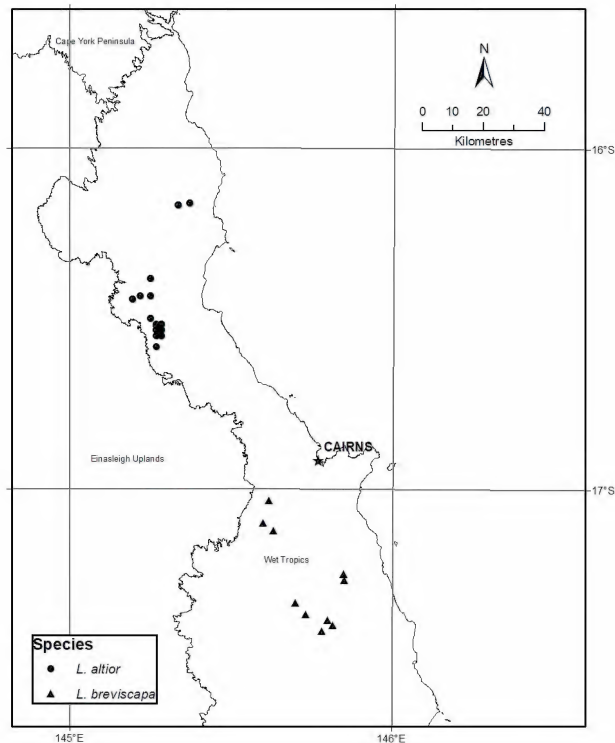 Cape York Peninsula
N
0 10 20 40
Kilometres
16°S
CAIRNS
Einasleigh Uplands
17°S
Wet Tropics
Species
L. altior
L. breviscapa
145°E 146°E